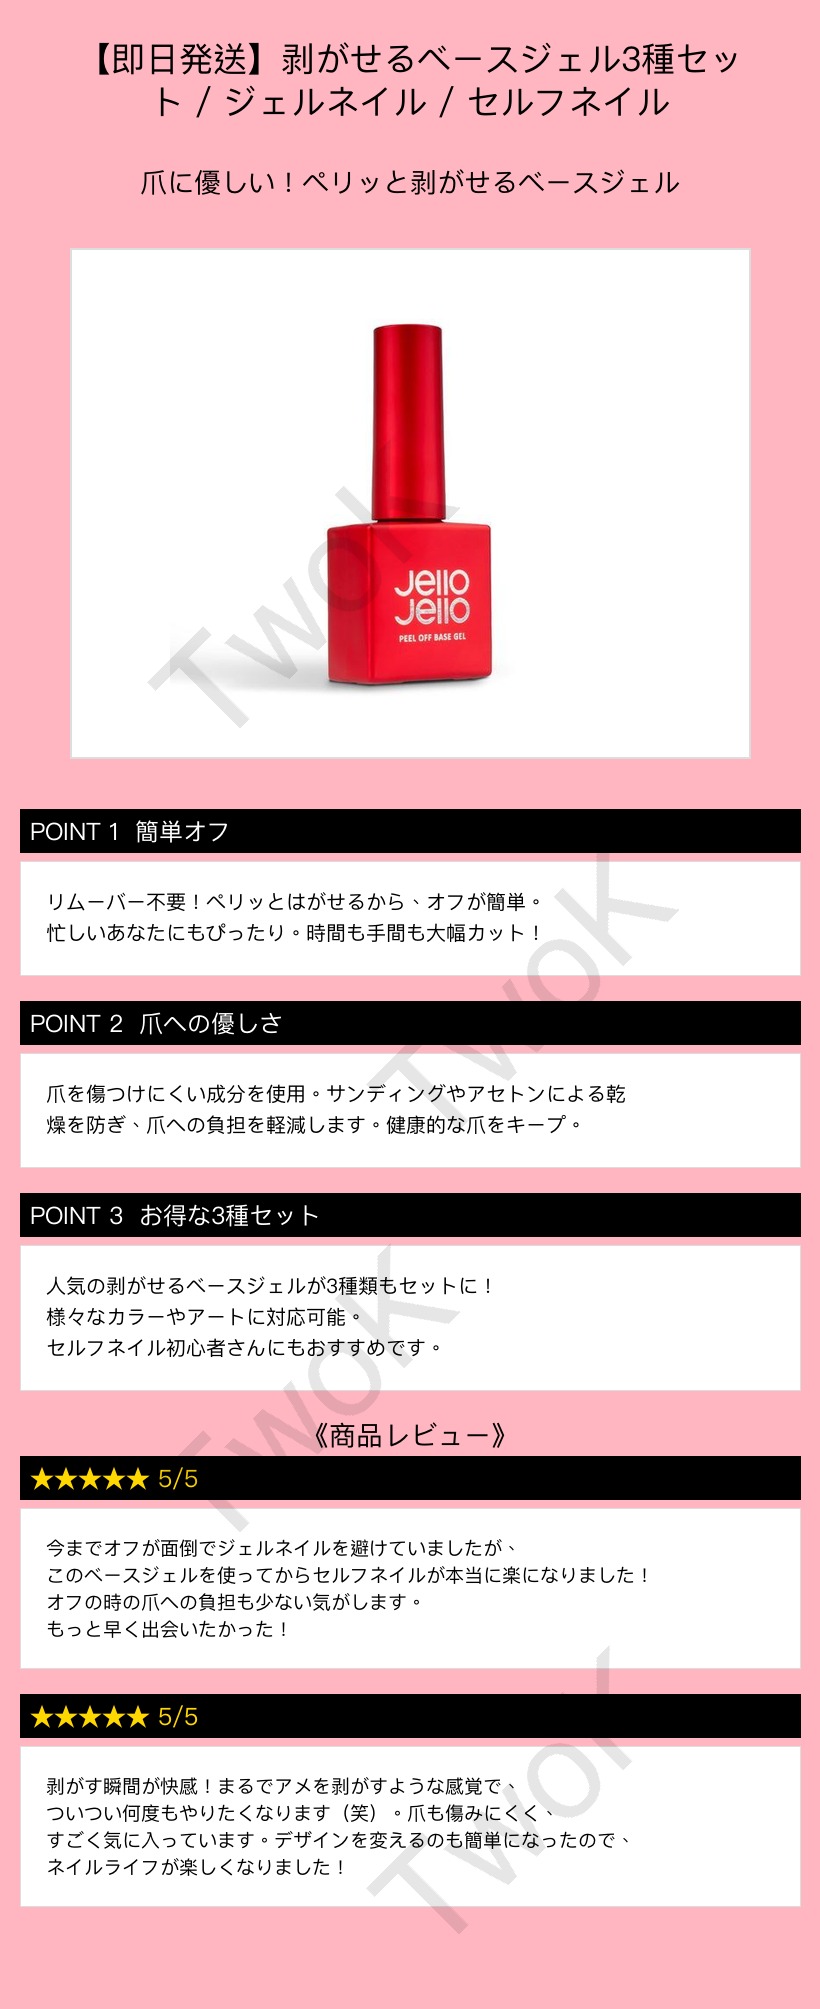 【即日発送】剥がせるベースジェル3種セッ
ト / ジェルネイル / セルフネイル
爪に優しい！ペリッと剥がせるベースジェル
Jello
Jello
PEEL OFF BASE GEL
TwoK
POINT 1 簡単オフ
リムーバー不要！ペリッとはがせるから、オフが簡単。
忙しいあなたにもぴったり。時間も手間も大幅カット！
TwoK
POINT 2 爪への優しさ
爪を傷つけにくい成分を使用。サンディングやアセトンによる乾
燥を防ぎ、爪への負担を軽減します。健康的な爪をキープ。
POINT 3 お得な3種セット
人気の剥がせるベースジェルが3種類もセットに！
様々なカラーやアートに対応可能。
セルフネイル初心者さんにもおすすめです。
TwoK
《商品レビュー》
★★★★★ 5/5
今までオフが面倒でジェルネイルを避けていましたが、
このベースジェルを使ってからセルフネイルが本当に楽になりました！
オフの時の爪への負担も少ない気がします。
もっと早く出会いたかった！
★★★★★ 5/5
剥がす瞬間が快感！まるでアメを剥がすような感覚で、
ついつい何度もやりたくなります（笑）。爪も傷みにくく、
すごく気に入っています。デザインを変えるのも簡単になったので、
ネイルライフが楽しくなりました！
TwoK